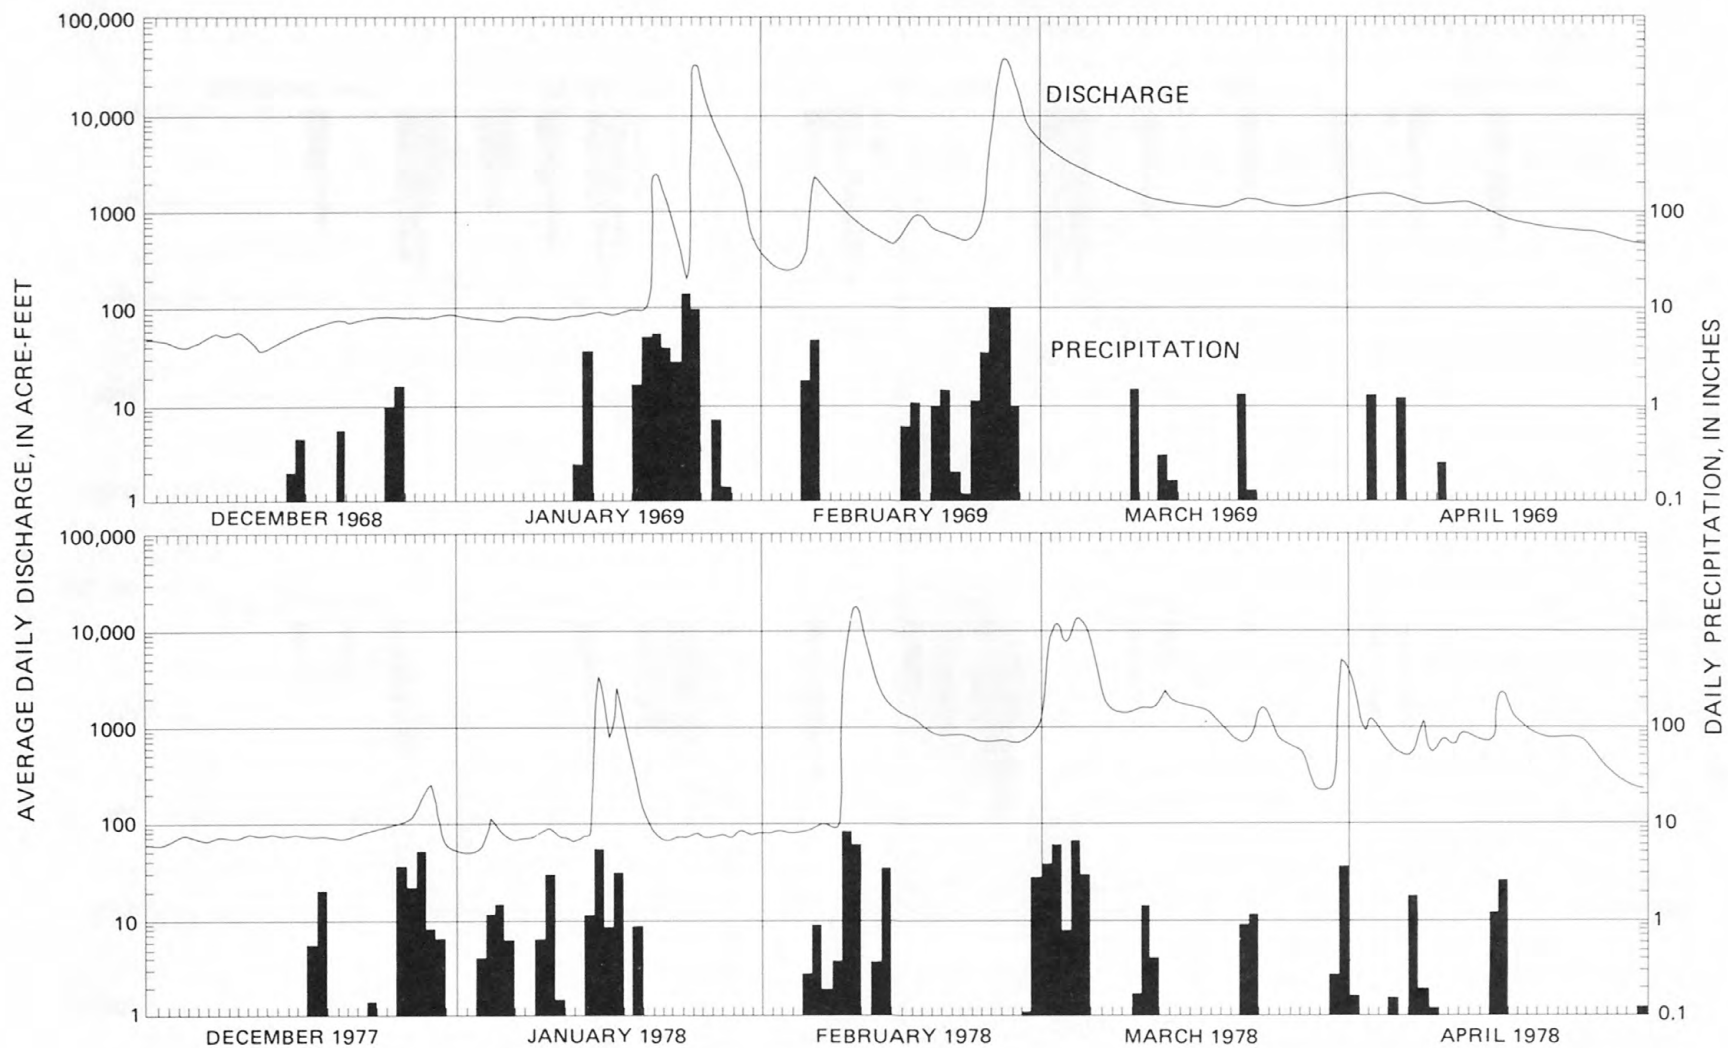 AVERAGE DAILY DISCHARGE, IN ACRE-FEET
100,000
10,000
1000
100
10
1
DISCHARGE
PRECIPITATION
100
10
1
0.1
DECEMBER 1968
JANUARY 1969
FEBRUARY 1969
MARCH 1969
APRIL 1969
100,000
10,000
1000
100
10
1
100
10
1
0.1
DECEMBER 1977
JANUARY 1978
FEBRUARY 1978
MARCH 1978
APRIL 1978
DAILY PRECIPITATION, IN INCHES